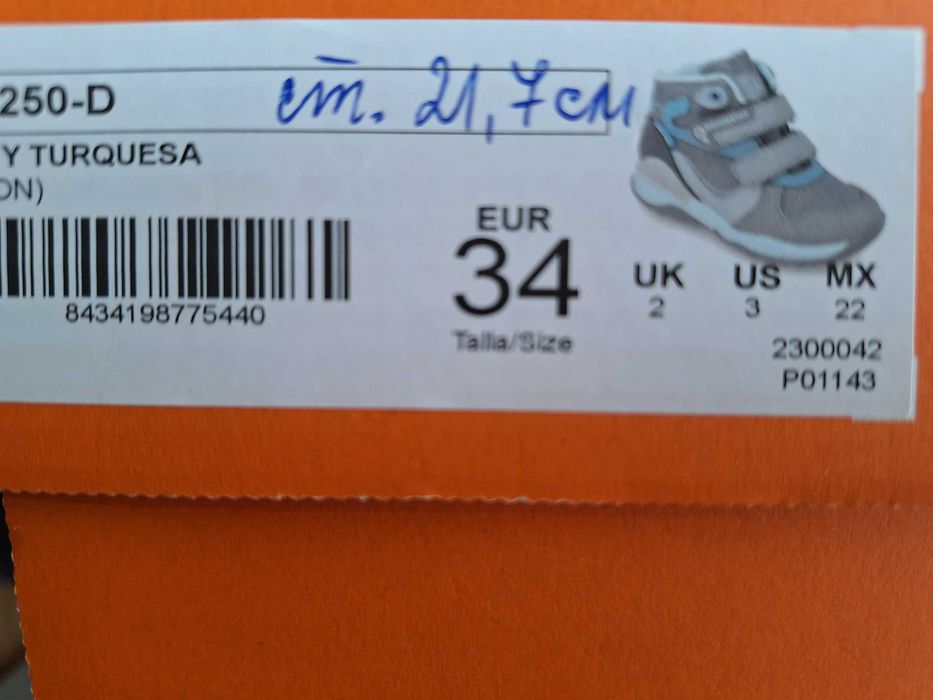 250-D ст. 21,7см
Y TURQUESA
ON)
8434198775440
EUR
34
Talla/Size
UK US MX
2 3 22
2300042
P01143